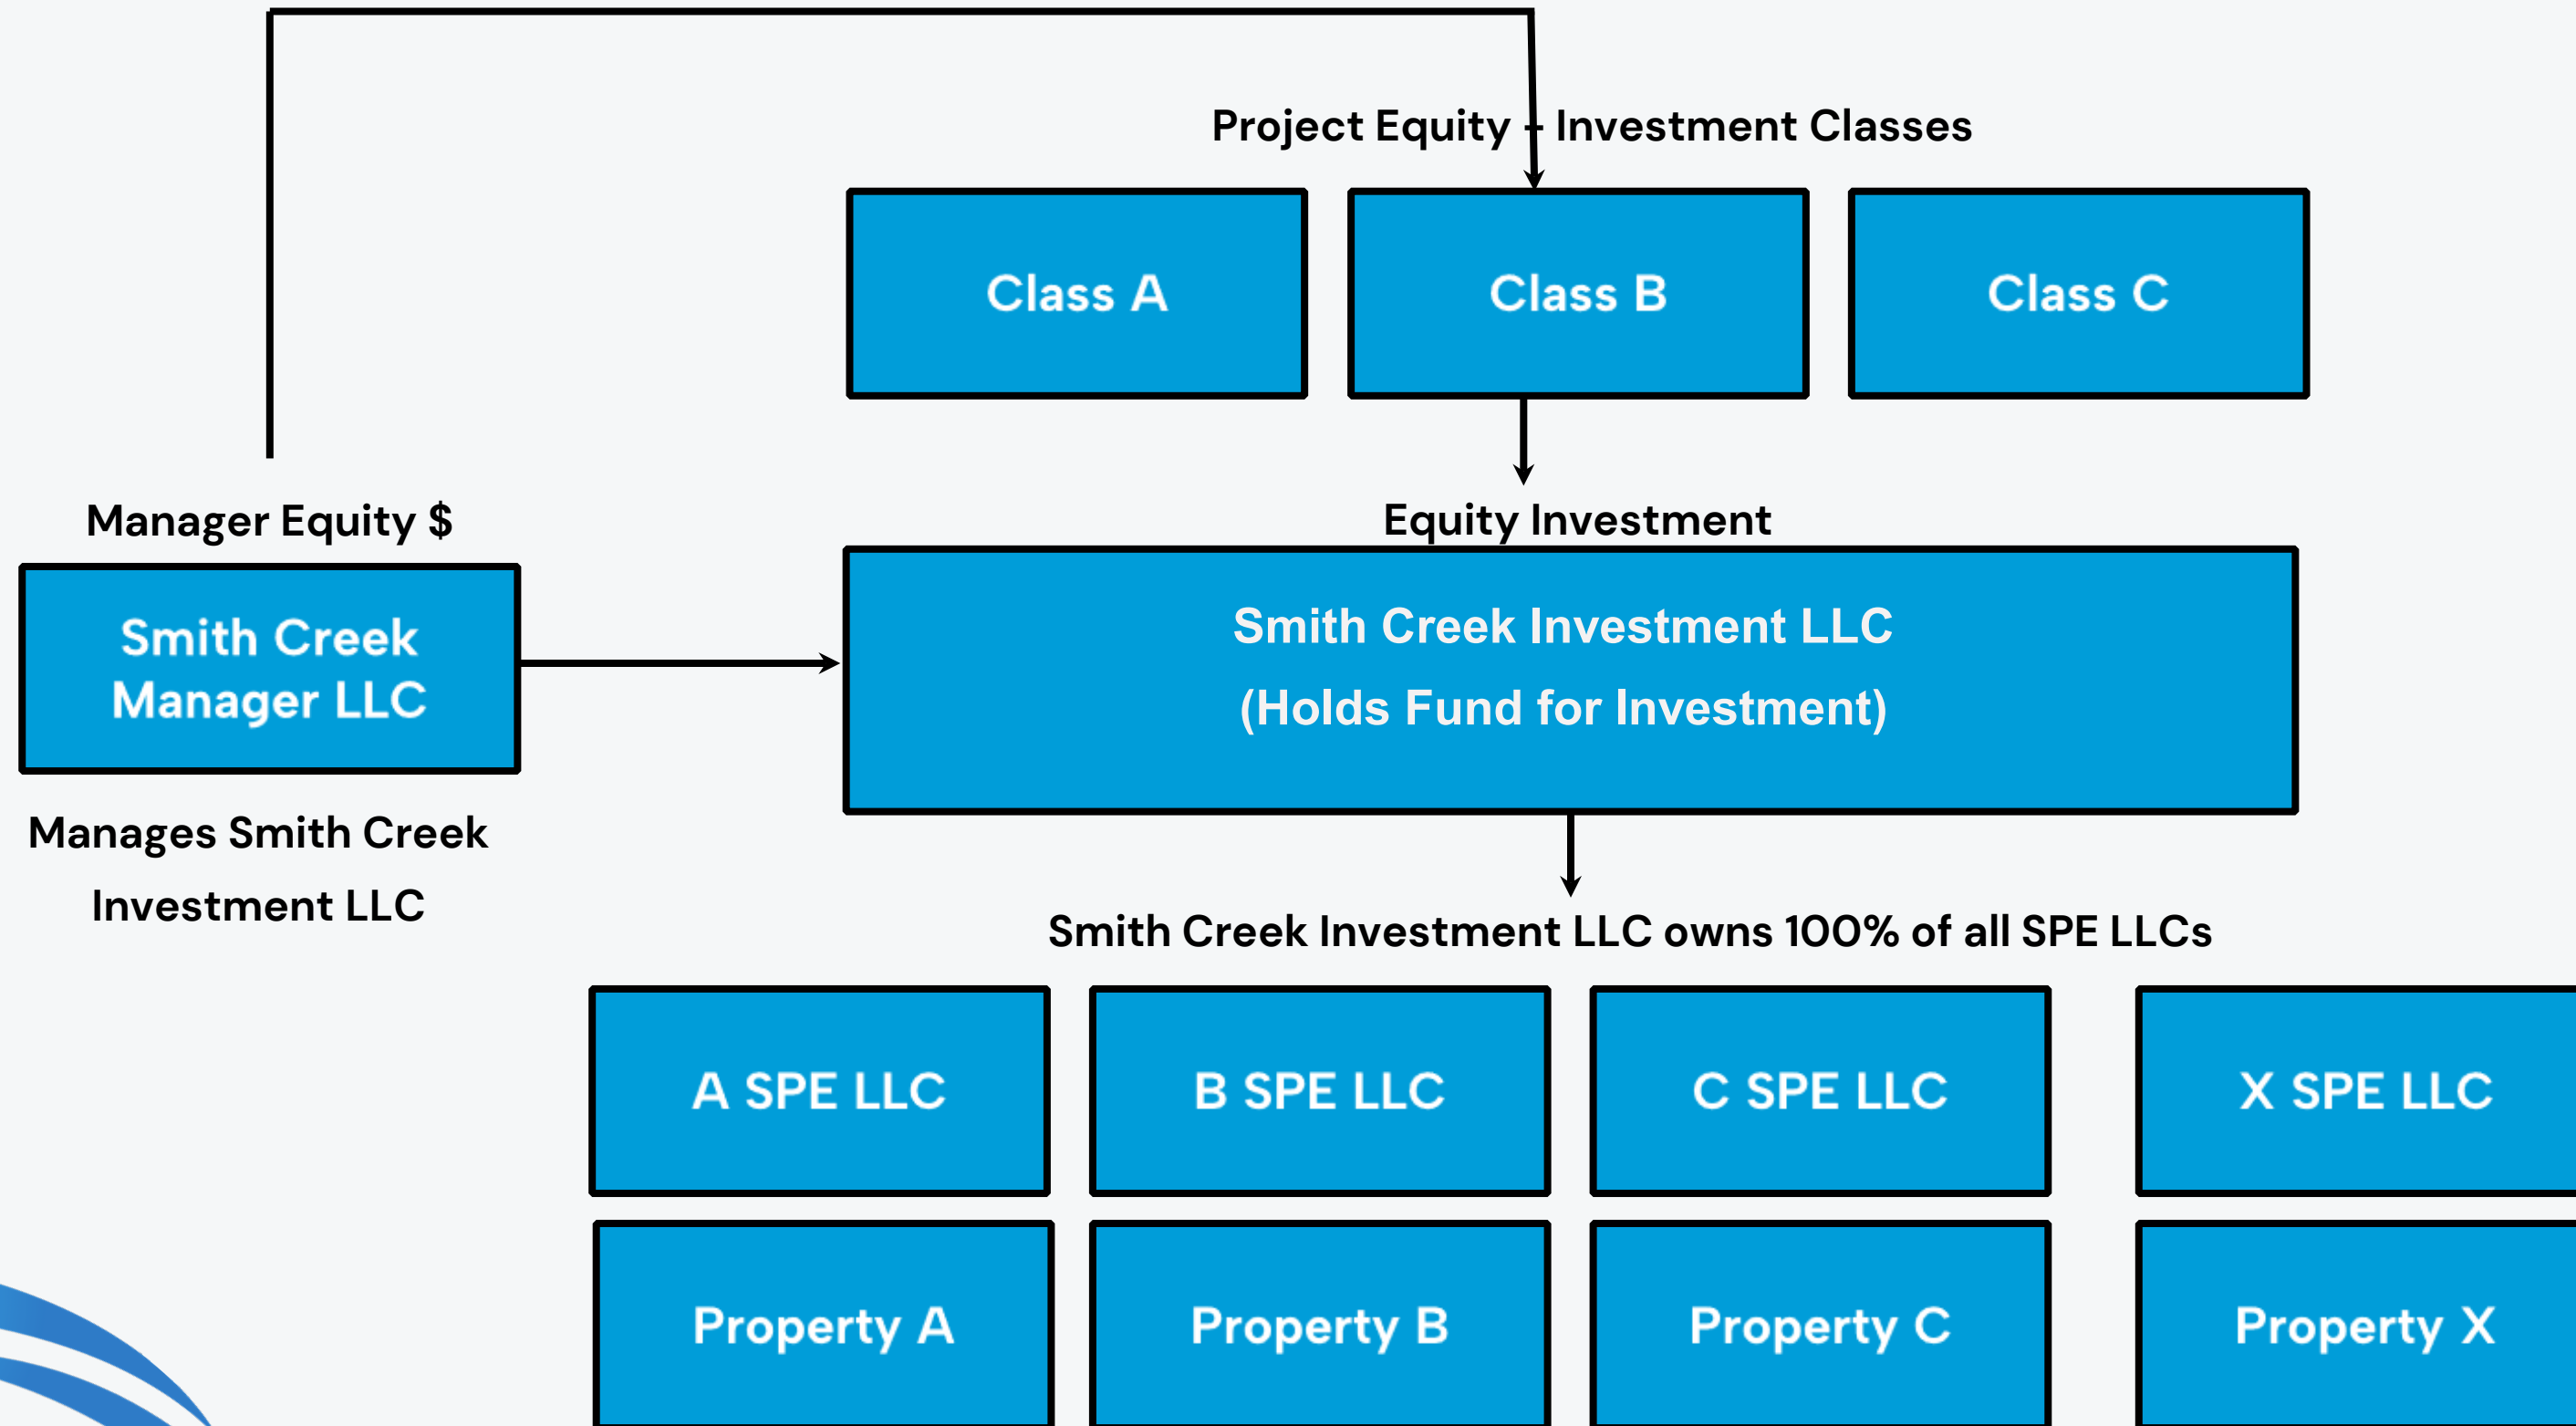 Project Equity - Investment Classes
Class A
Class B
Class C
Manager Equity $
Equity Investment
Smith Creek
Manager LLC
Smith Creek Investment LLC
(Holds Fund for Investment)
Manages Smith Creek
Investment LLC
Smith Creek Investment LLC owns 100% of all SPE LLCs
A SPE LLC
B SPE LLC
C SPE LLC
X SPE LLC
Property A
Property B
Property C
Property X